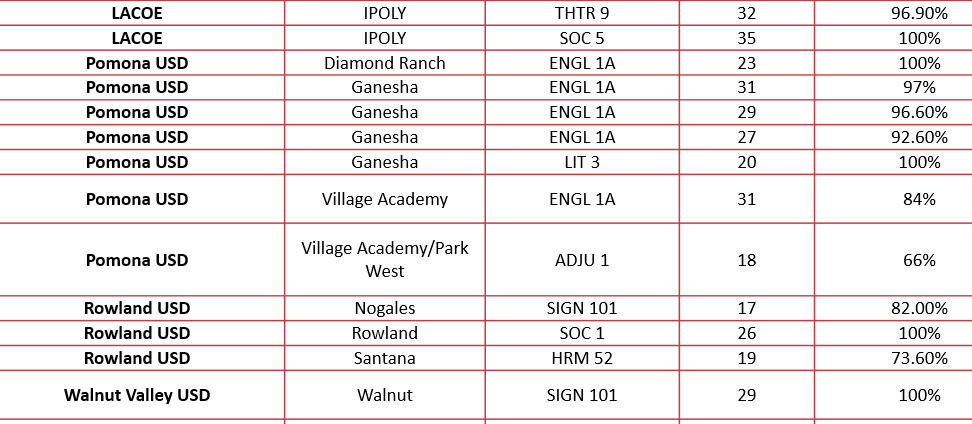 LACOE IPOLY THTR 9 32 96.90%
LACOE IPOLY SOC 5 35 100%
Pomona USD Diamond Ranch ENGL 1A 23 100%
Pomona USD Ganesha ENGL 1A 31 97%
Pomona USD Ganesha ENGL 1A 29 96.60%
Pomona USD Ganesha ENGL 1A 27 92.60%
Pomona USD Ganesha LIT 3 20 100%
Pomona USD Village Academy ENGL 1A 31 84%
Pomona USD Village Academy/Park West ADJU 1 18 66%
Rowland USD Nogales SIGN 101 17 82.00%
Rowland USD Rowland SOC 1 26 100%
Rowland USD Santana HRM 52 19 73.60%
Walnut Valley USD Walnut SIGN 101 29 100%